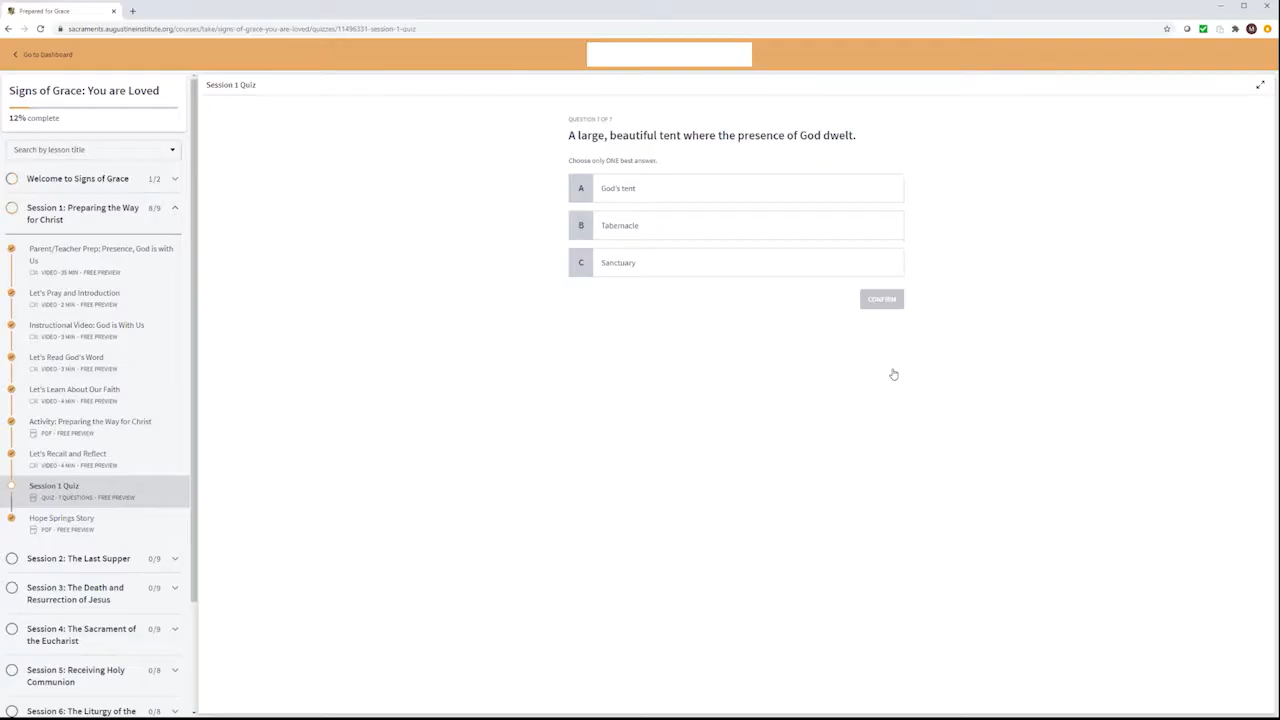 Prepared for Grace
sacraments.augustineinstitute.org/courses/take/signs-of-grace-you-are-loved/quizzes/11496331-session-1-quiz
M
Go to Dashboard
Signs of Grace: You are Loved
12% complete
Search by lesson title
Welcome to Signs of Grace 1/2
Session 1: Preparing the Way for Christ 8/9
Parent/Teacher Prep: Presence, God is with
Us
VIDEO · 35 MIN · FREE PREVIEW
Let's Pray and Introduction
VIDEO · 2 MIN · FREE PREVIEW
Instructional Video: God is With Us
VIDEO · 3 MIN · FREE PREVIEW
Let's Read God's Word
VIDEO · 3 MIN · FREE PREVIEW
Let's Learn About Our Faith
VIDEO · 4 MIN · FREE PREVIEW
Activity: Preparing the Way for Christ
PDF · FREE PREVIEW
Let's Recall and Reflect
VIDEO · 4 MIN · FREE PREVIEW
Session 1 Quiz
QUIZ · 7 QUESTIONS · FREE PREVIEW
Hope Springs Story
PDF · FREE PREVIEW
Session 2: The Last Supper 0/9
Session 3: The Death and
Resurrection of Jesus 0/9
Session 4: The Sacrament of
the Eucharist 0/9
Session 5: Receiving Holy
Communion 0/8
Session 6: The Liturgy of the 0/8
Session 1 Quiz
QUESTION 7 OF 7
A large, beautiful tent where the presence of God dwelt.
Choose only ONE best answer.
A God's tent
B Tabernacle
C Sanctuary
CONFIRM